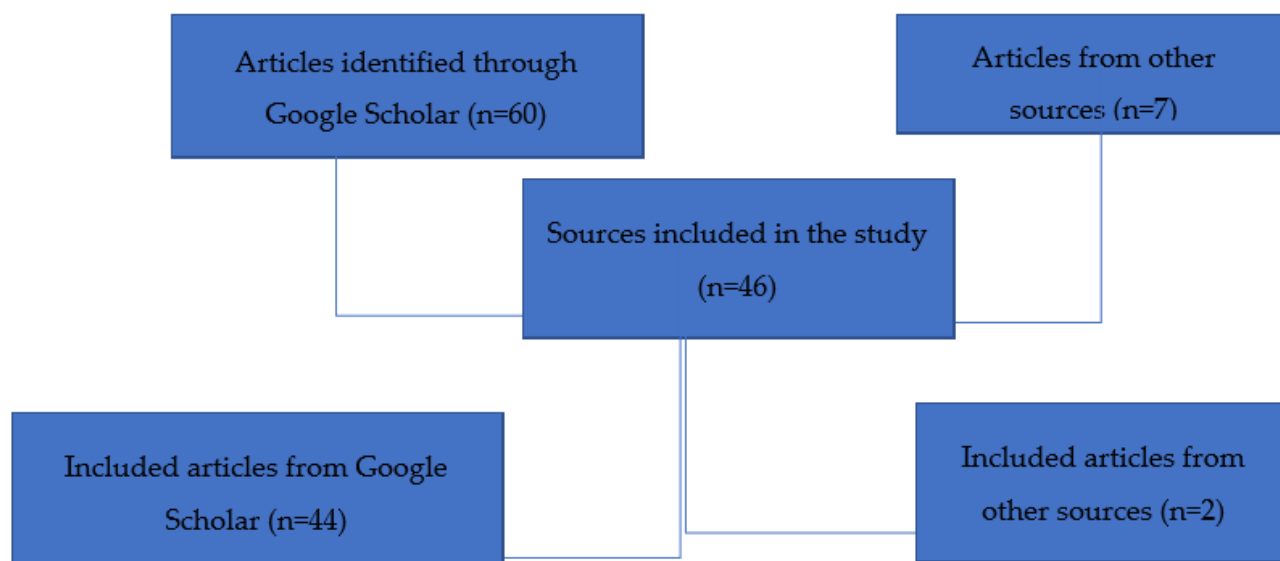 Articles identified through
Google Scholar (n=60)
Articles from other
sources (n=7)
Sources included in the study
(n=46)
Included articles from Google
Scholar (n=44)
Included articles from
other sources (n=2)